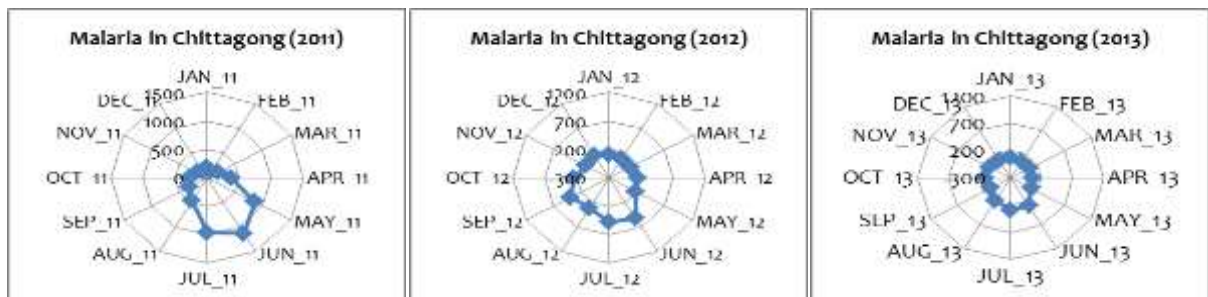 Malaria in Chittagong (2011)
JAN_11
1500
DEC_11
FEB_11
1000
NOV_11
MAR_11
500
OCT_11
0
APR_11
SEP_11
MAY_11
AUG_11
JUN_11
JUL_11
Malaria in Chittagong (2012)
JAN_12
1200
DEC_12
FEB_12
700
NOV_12
MAR_12
200
OCT_12
300
APR_12
SEP_12
MAY_12
AUG_12
JUN_12
JUL_12
Malaria in Chittagong (2013)
JAN_13
DEC_13
FEB_13
700
NOV_13
MAR_13
200
OCT_13
300
APR_13
SEP_13
MAY_13
AUG_13
JUN_13
JUL_13